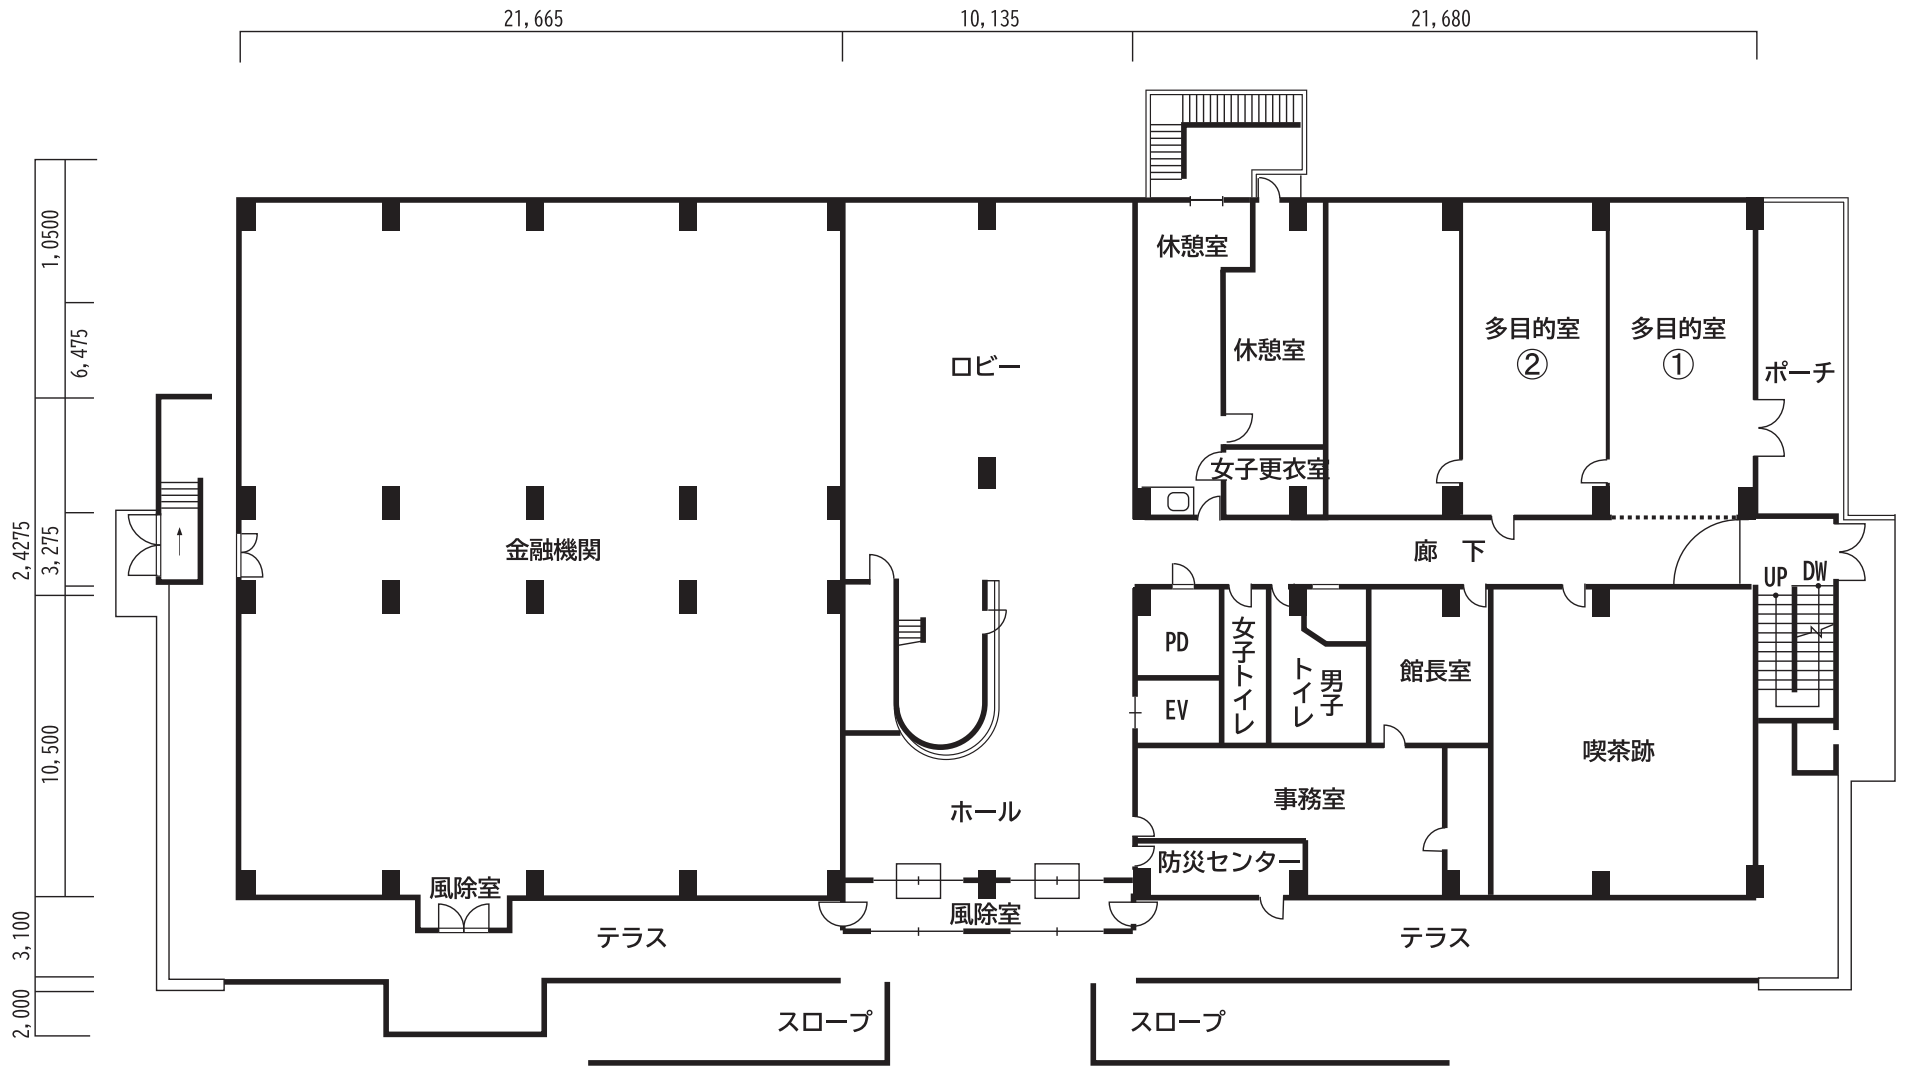 21,665
10,135
21,680
1,0500
6,475
2,4275
3,275
10,500
3,100
2,000
休憩室
休憩室
女子更衣室
多目的室
②
多目的室
①
ポーチ
ロビー
金融機関
廊 下
UP
DW
PD
EV
女子トイレ
男子
トイレ
館長室
喫茶跡
事務室
防災センター
ホール
風除室
風除室
テラス
テラス
スロープ
スロープ